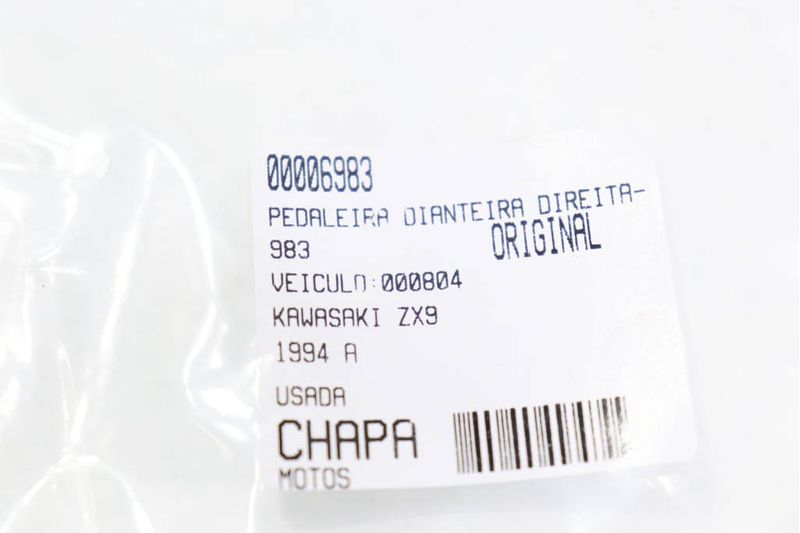 00006983
PEDALEIRA DIANTEIRA DIREITA-
983
ORIGINAL
VEICULO:000804
KAWASAKI ZX9
1994 A
USADA
CHAPA
MOTOS